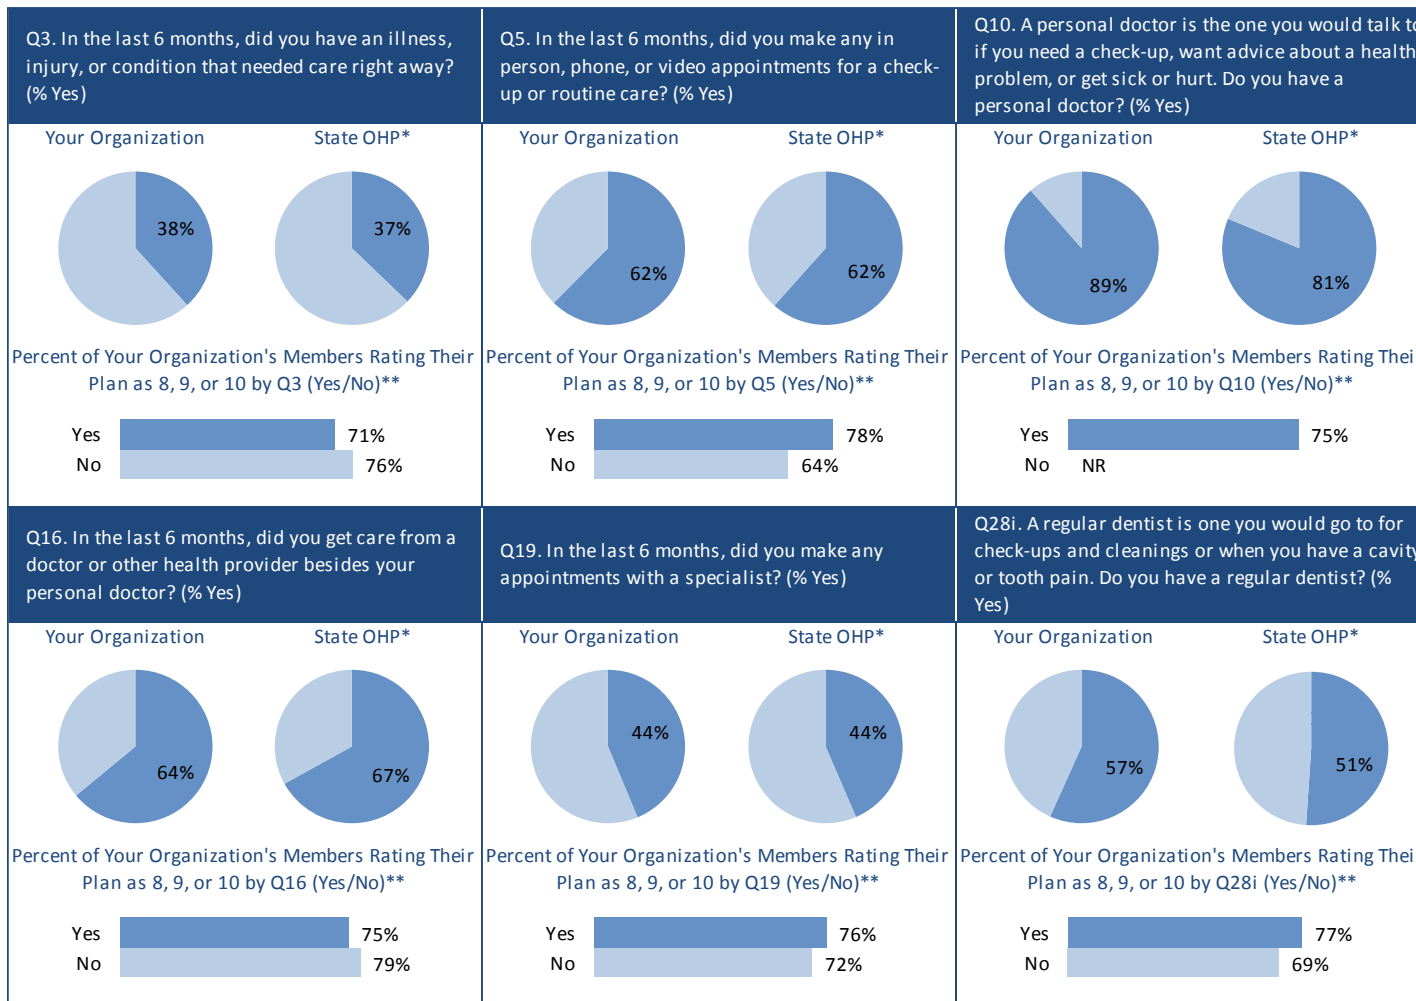 Q3. In the last 6 months, did you have an illness,
injury, or condition that needed care right away?
(% Yes)
Your Organization
State OHP*
38%
37%
Percent of Your Organization's Members Rating Their
Plan as 8, 9, or 10 by Q3 (Yes/No)**
Yes
71%
No
76%
Q5. In the last 6 months, did you make any in
person, phone, or video appointments for a check-
up or routine care? (% Yes)
Your Organization
State OHP*
62%
62%
Percent of Your Organization's Members Rating Their
Plan as 8, 9, or 10 by Q5 (Yes/No)**
Yes
78%
No
64%
Q10. A personal doctor is the one you would talk to
if you need a check-up, want advice about a health
problem, or get sick or hurt. Do you have a
personal doctor? (% Yes)
Your Organization
State OHP*
89%
81%
Percent of Your Organization's Members Rating Thei
Plan as 8, 9, or 10 by Q10 (Yes/No)**
Yes
75%
No
NR
Q16. In the last 6 months, did you get care from a
doctor or other health provider besides your
personal doctor? (% Yes)
Your Organization
State OHP*
64%
67%
Percent of Your Organization's Members Rating Their
Plan as 8, 9, or 10 by Q16 (Yes/No)**
Yes
75%
No
79%
Q19. In the last 6 months, did you make any
appointments with a specialist? (% Yes)
Your Organization
State OHP*
44%
44%
Percent of Your Organization's Members Rating Their
Plan as 8, 9, or 10 by Q19 (Yes/No)**
Yes
76%
No
72%
Q28i. A regular dentist is one you would go to for
check-ups and cleanings or when you have a cavity
or tooth pain. Do you have a regular dentist? (%
Yes)
Your Organization
State OHP*
57%
51%
Percent of Your Organization's Members Rating Thei
Plan as 8, 9, or 10 by Q28i (Yes/No)**
Yes
77%
No
69%